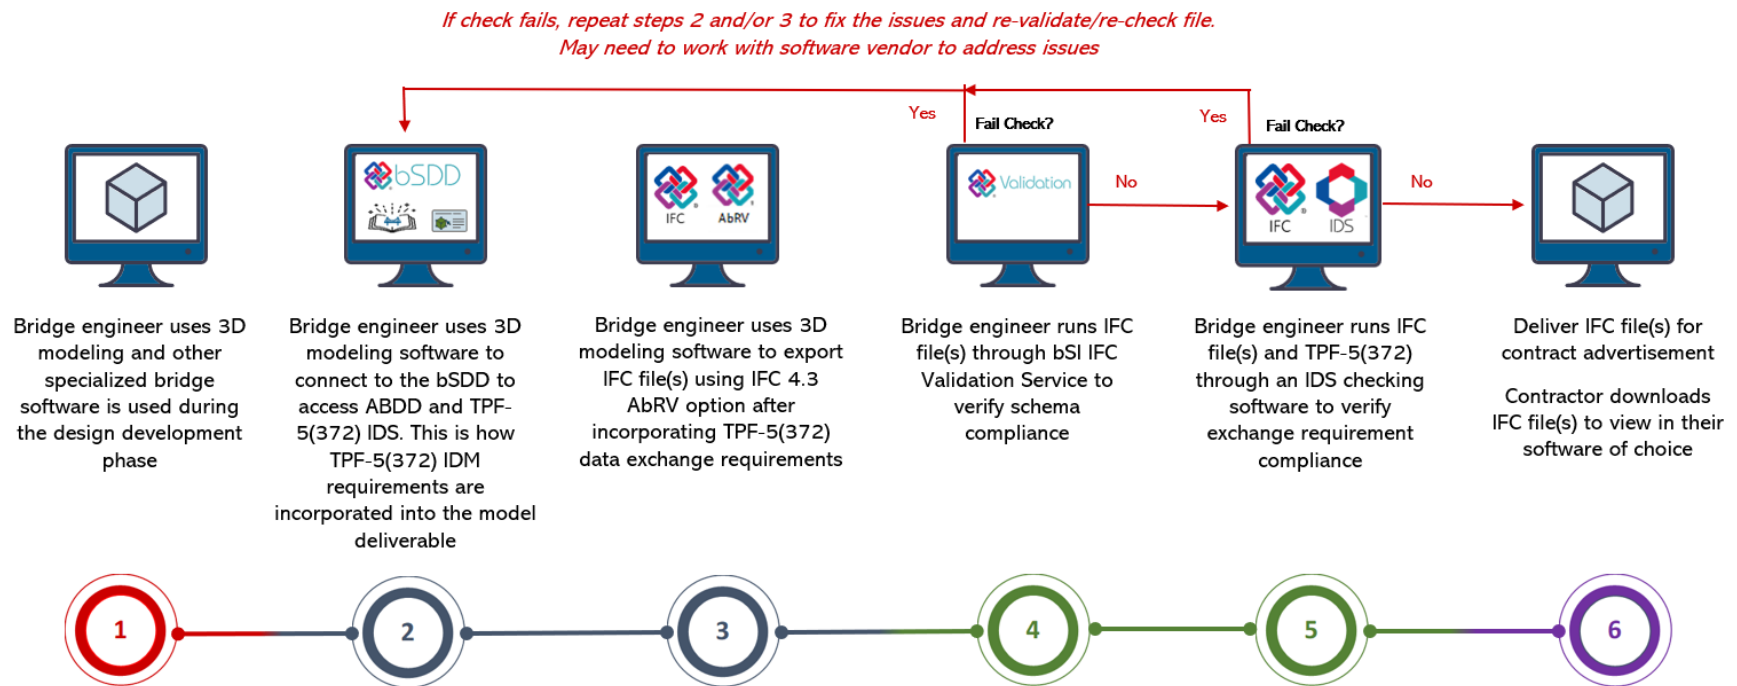 If check fails, repeat steps 2 and/or 3 to fix the issues and re-validate/re-check file.
May need to work with software vendor to address issues
Yes
Fail Check?
Yes
Fail Check?
bSDD
IFC
AbRV
Validation
No
IFC
IDS
No
Bridge engineer uses 3D
modeling and other
specialized bridge
software is used during
the design development
phase
Bridge engineer uses 3D
modeling software to
connect to the bSDD to
access ABDD and TPF-
5(372) IDS. This is how
TPF-5(372) IDM
requirements are
incorporated into the model
deliverable
Bridge engineer uses 3D
modeling software to export
IFC file(s) using IFC 4.3
AbRV option after
incorporating TPF-5(372)
data exchange requirements
Bridge engineer runs IFC
file(s) through bSI IFC
Validation Service to
verify schema
compliance
Bridge engineer runs IFC
file(s) and TPF-5(372)
through an IDS checking
software to verify
exchange requirement
compliance
Deliver IFC file(s) for
contract advertisement
Contractor downloads
IFC file(s) to view in their
software of choice
1
2
3
4
5
6